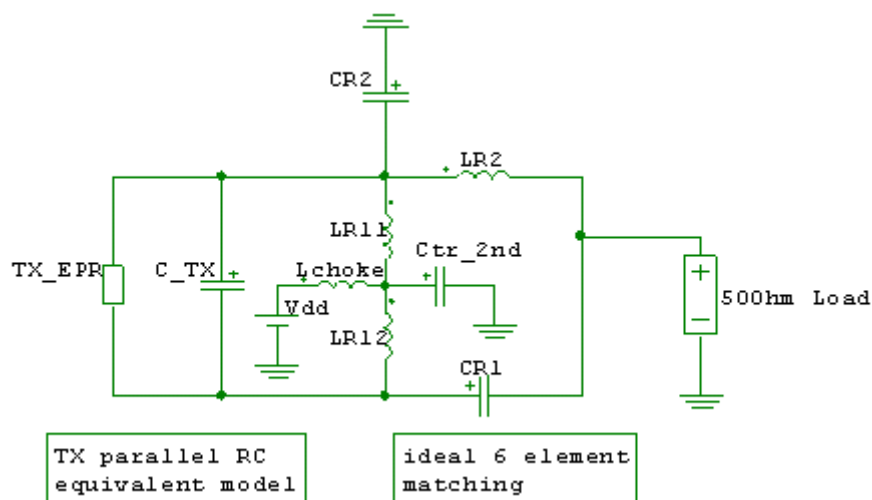 CR2
LR2
LR11
Ctr_2nd
TX_EPR
C_TX
Lchoke
Vdd
500hm Load
LR12
CR1
TX parallel RC
equivalent model
ideal 6 element
matching